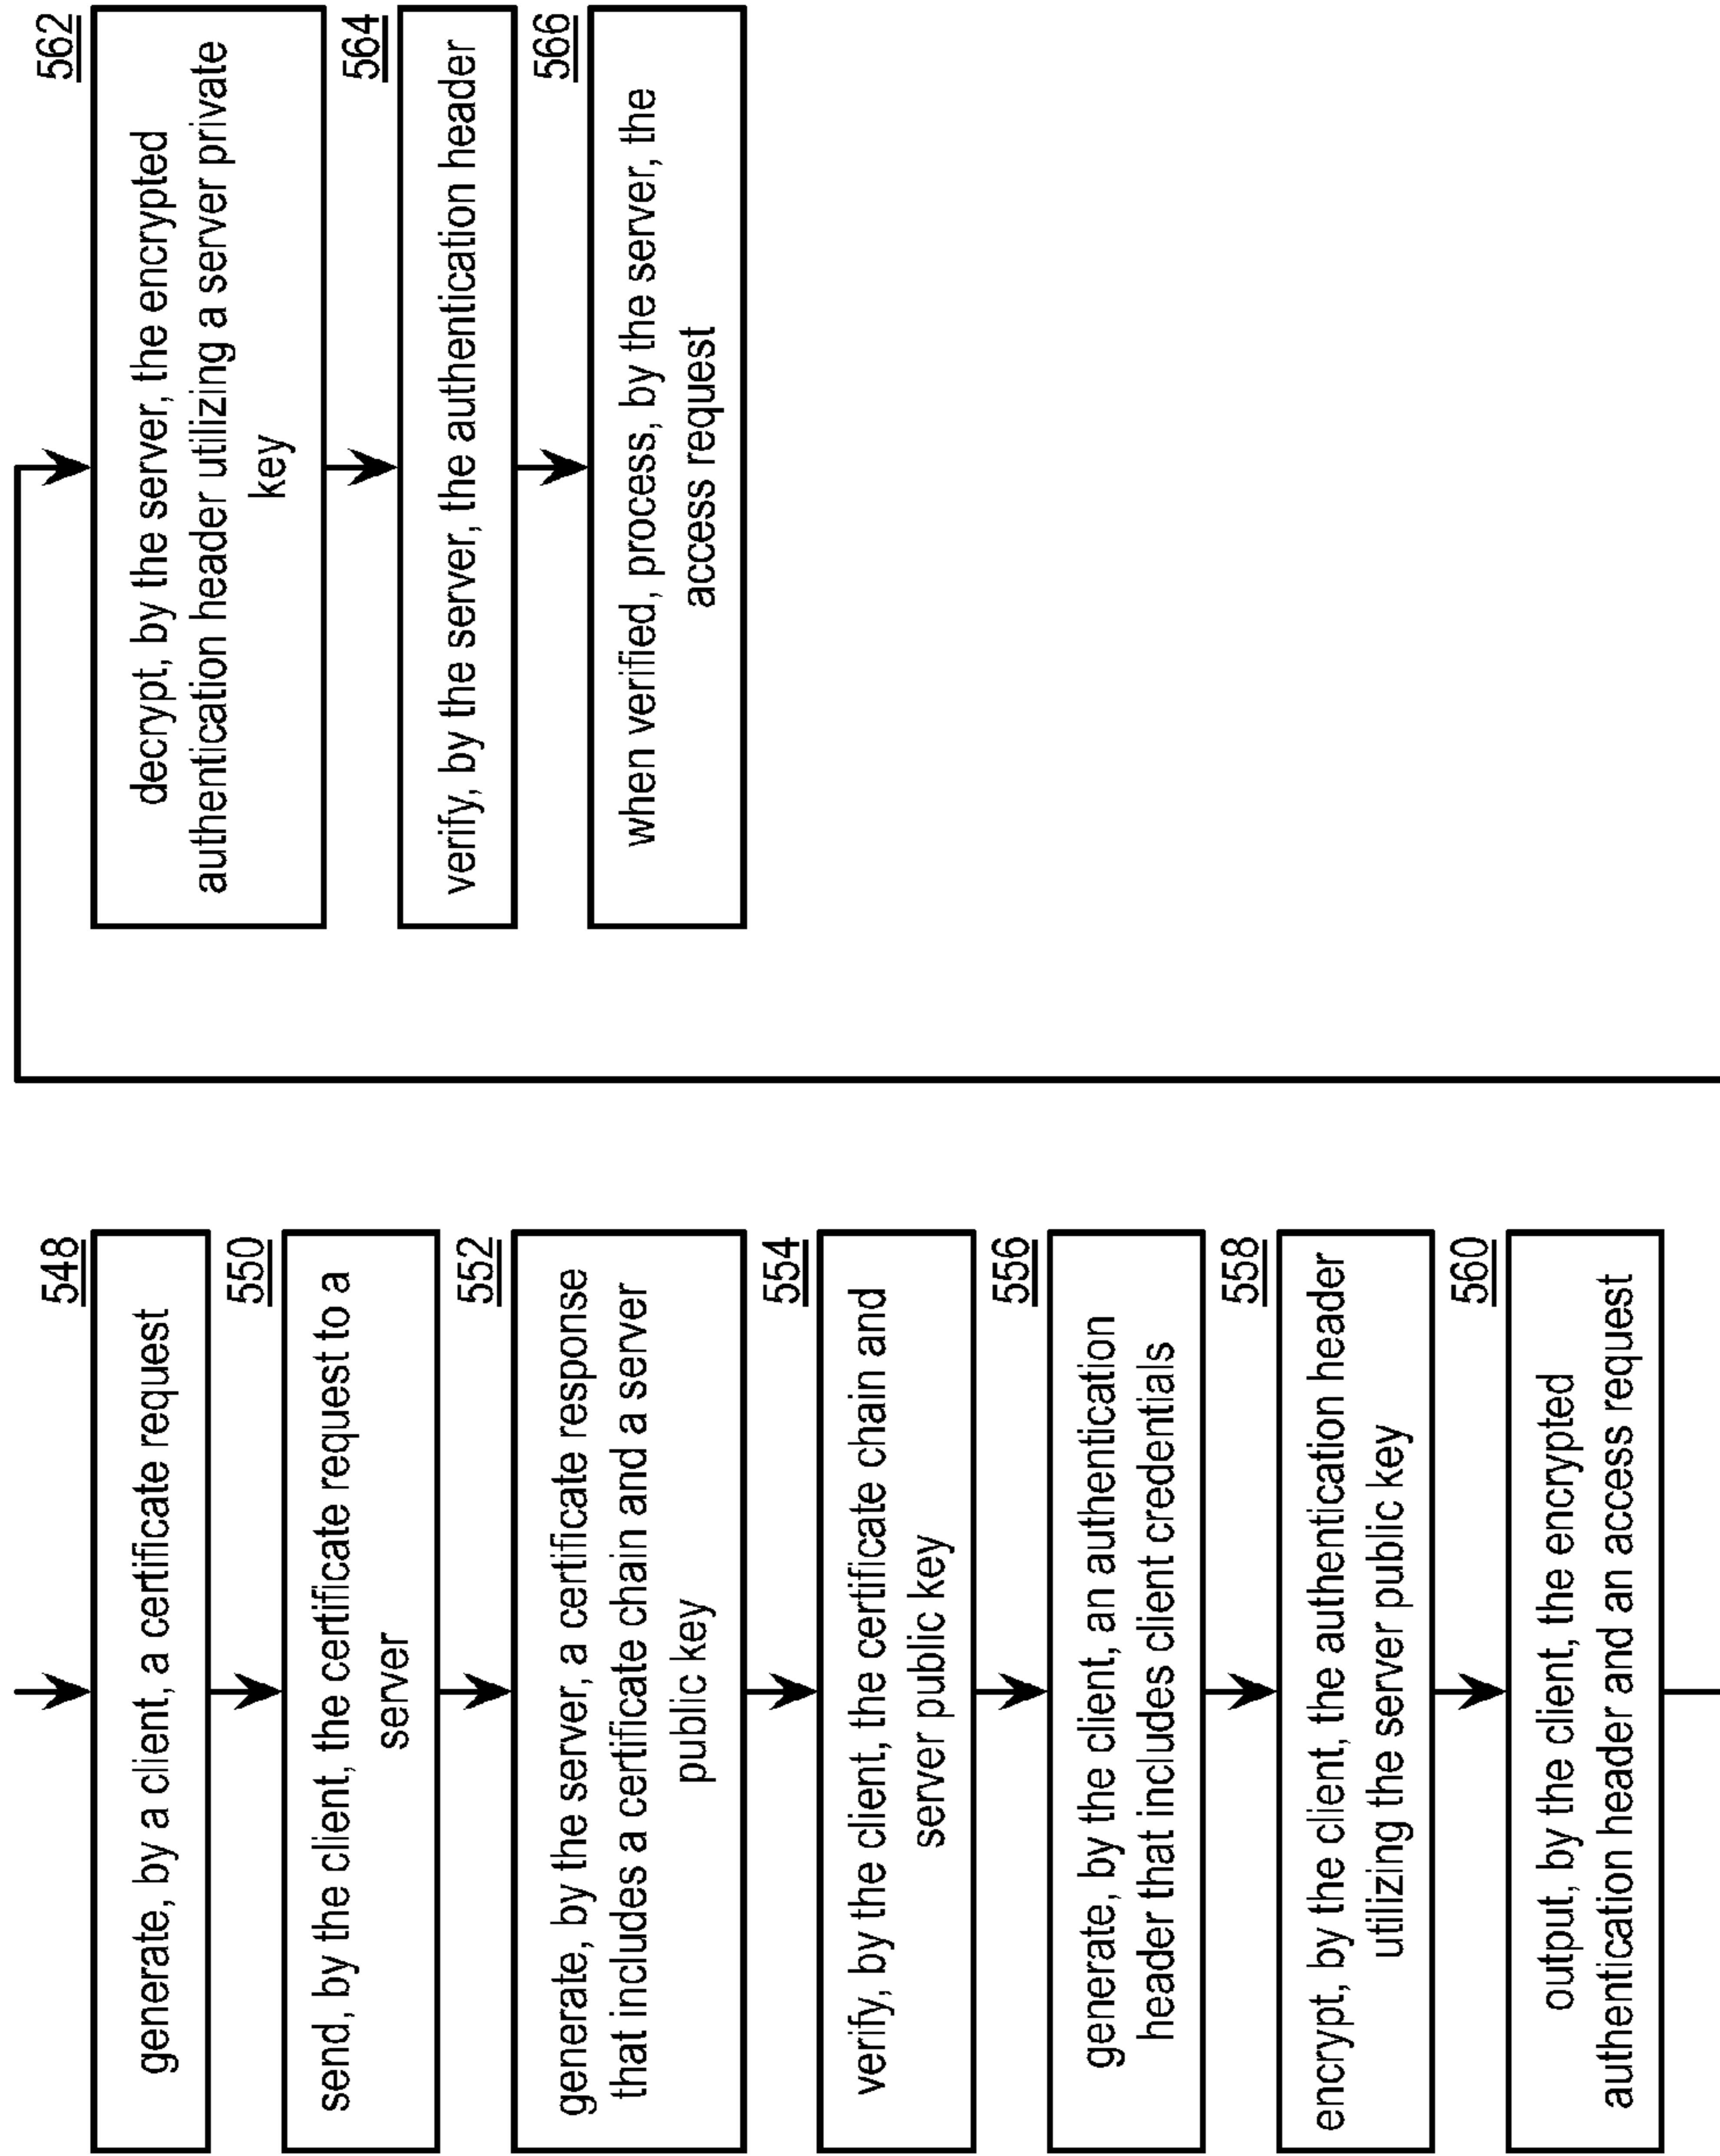 548
generate, by a client, a certificate request
550
send, by the client, the certificate request to a
server
552
generate, by the server, a certificate response
that includes a certificate chain and a server
public key
554
verify, by the client, the certificate chain and
server public key
556
generate, by the client, an authentication
header that includes client credentials
558
encrypt, by the client, the authentication header
utilizing the server public key
560
output, by the client, the encrypted
authentication header and an access request
562
decrypt, by the server, the encrypted
authentication header utilizing a server private
key
564
verify, by the server, the authentication header
566
when verified, process, by the server, the
access request